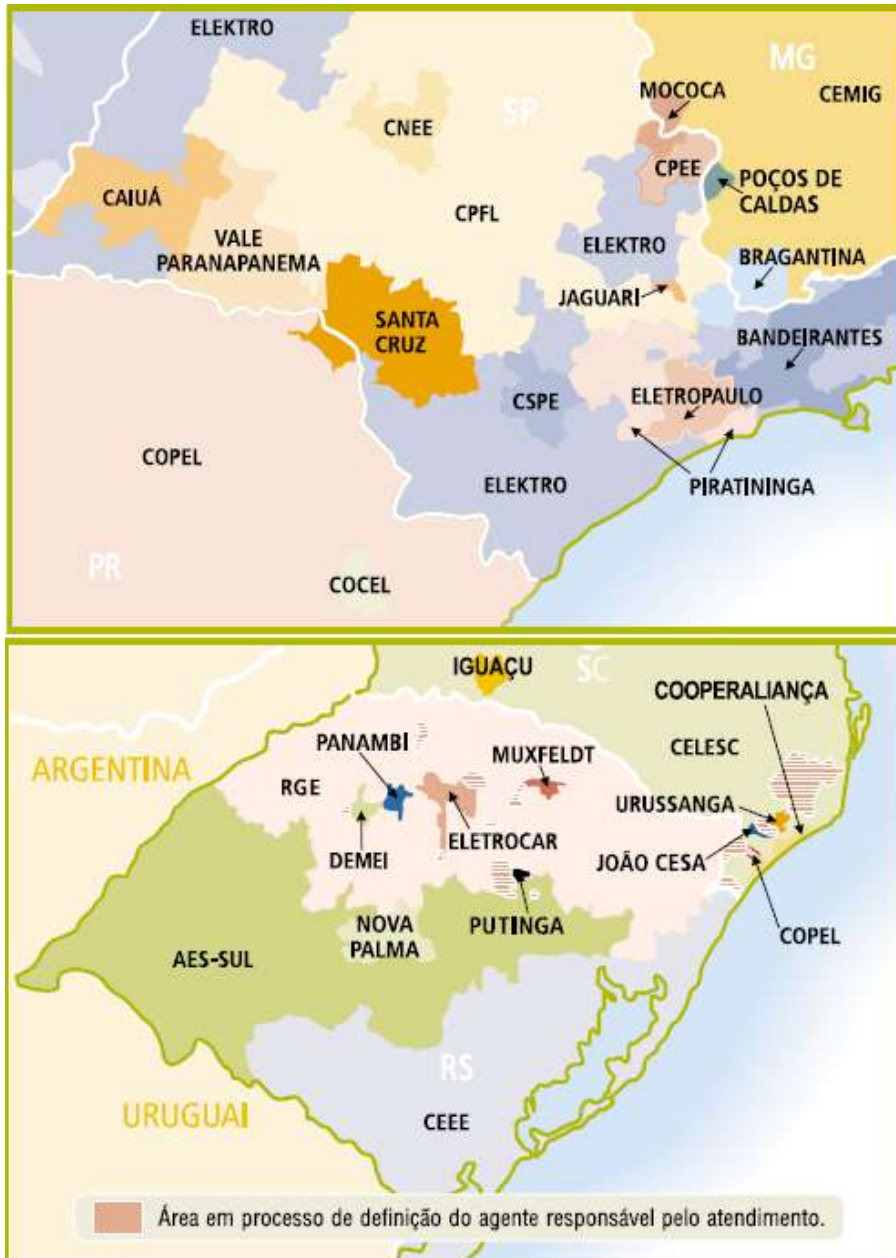 ELEKTRO
MG
MOCOCA
CEMIG
SP
CNEE
CPEE
POÇOS DE
CALDAS
CAIUÁ
CPFL
VALE
PARANAPANEMA
ELEKTRO
BRAGANTINA
JAGUARI
SANTA
CRUZ
BANDEIRANTES
CSPE
ELETROPAULO
COPEL
ELEKTRO
PIRATININGA
PR
COCEL
IGUAÇU
SC
COOPERALIANÇA
PANAMBI
MUXFELDT
CELESC
ARGENTINA
RGE
URUSSANGA
ELETROCAR
DEMEI
JOÃO CESA
NOVA
PALMA
PUTINGA
COPEL
AES-SUL
RS
URUGUAI
CEEE
Área em processo de definição do agente responsável pelo atendimento.